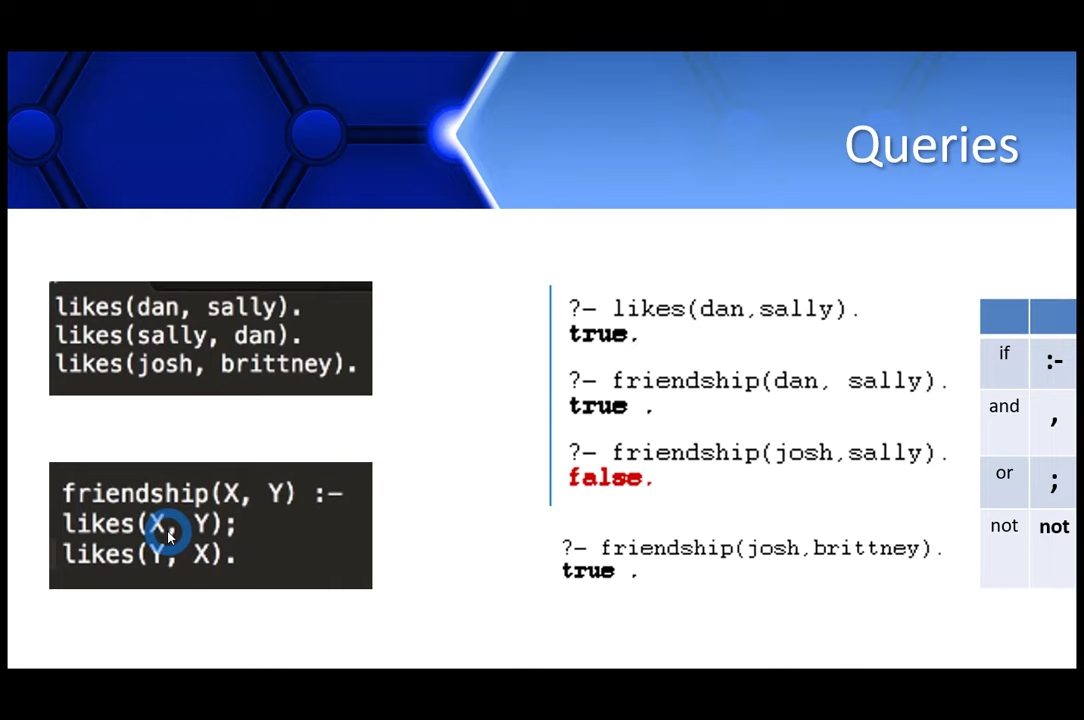 Queries
likes(dan, sally).
likes(sally, dan).
likes(josh, brittney).
friendship(X, Y) :-
likes(X, Y);
likes(Y, X).
?- likes(dan,sally).
true.
?- friendship(dan, sally).
true .
?- friendship(josh,sally).
false.
?- friendship(josh,brittney).
true .
if :-
and ,
or ;
not not